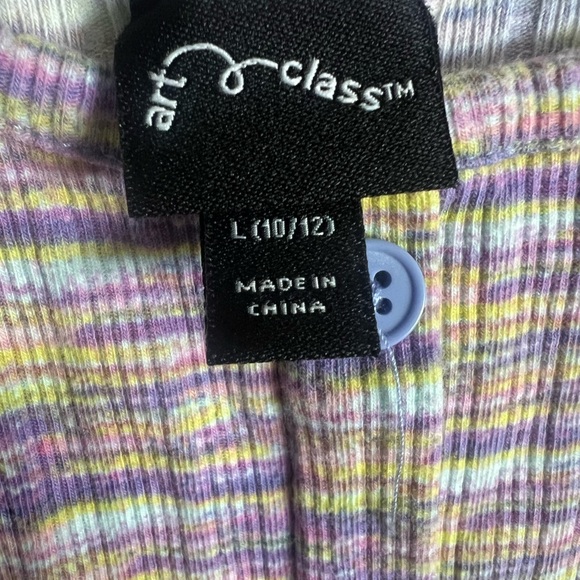 art class™
L (10/12)
MADE IN
CHINA